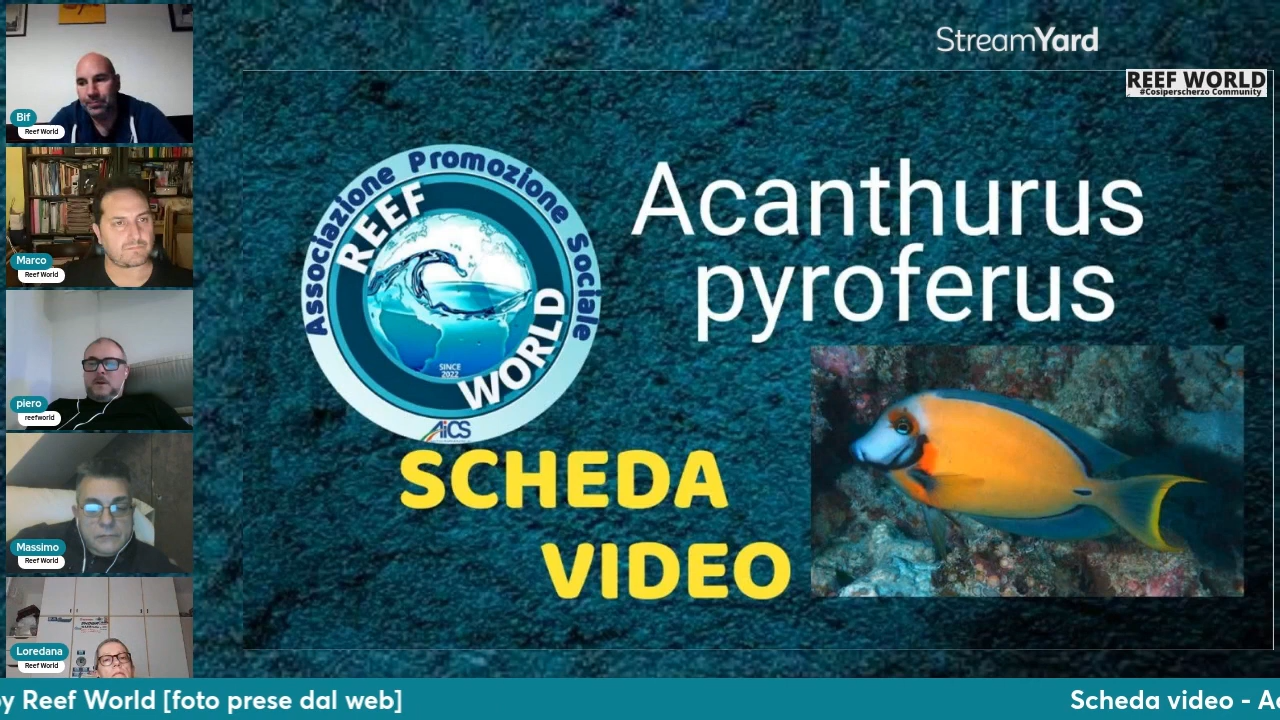 StreamYard
REEF WORLD
#Cosiperscherzo Community
Bif
Reef World
Marco
Reef World
piero
reefworld
Massimo
Reef World
Loredana
Reef World
Associazione Promozione Sociale
REEF
WORLD
SINCE
2022
AiCS
Acanthurus
pyroferus
SCHEDA
VIDEO
y Reef World [foto prese dal web]
Scheda video - A